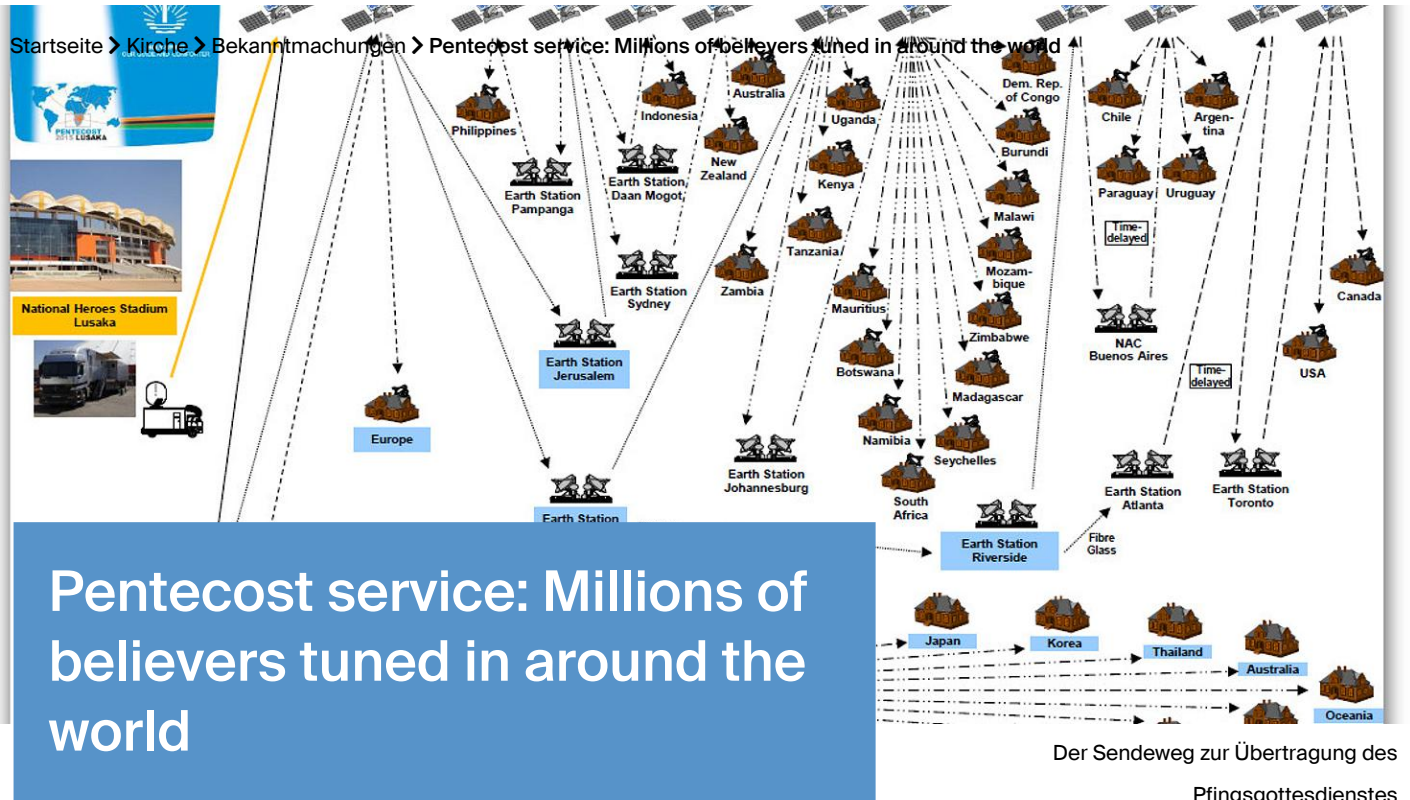 Startseite > Kirche > Bekanntmachungen > Pentecost service: Millions of believers tuned in around the world
PENTECOST
2015 LUSAKA
National Heroes Stadium
Lusaka
Europe
Philippines
Earth Station
Pampanga
Indonesia
Earth Station
Daan Mogot
Earth Station
Sydney
Australia
New
Zealand
Earth Station
Jerusalem
Earth Station
Uganda
Kenya
Tanzania
Zambia
Mauritius
Botswana
Namibia
Earth Station
Johannesburg
South
Africa
Seychelles
Madagascar
Zimbabwe
Mozam-
bique
Malawi
Burundi
Dem. Rep.
of Congo
Chile
Argen-
tina
Paraguay
Uruguay
Time-
delayed
NAC
Buenos Aires
Time-
delayed
Canada
USA
Earth Station
Atlanta
Earth Station
Toronto
Earth Station
Riverside
Fibre
Glass
Japan
Korea
Thailand
Australia
Oceania
Pentecost service: Millions of
believers tuned in around the
world
Der Sendeweg zur Übertragung des
Pfingsgottesdienstes